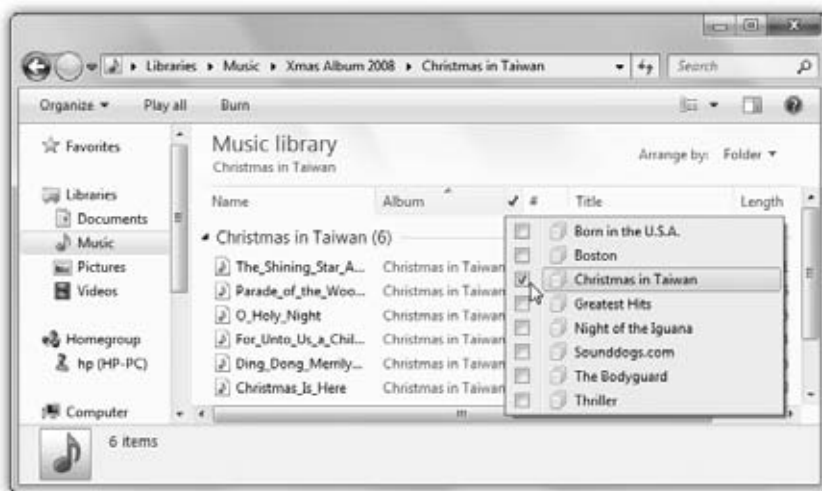 Libraries ▸ Music ▸ Xmas Album 2008 ▸ Christmas in Taiwan
Search
Organize Play all Burn
Favorites
Libraries
Documents
Music
Pictures
Videos
Homegroup
hp (HP-PC)
Computer
Music library
Christmas in Taiwan
Arrange by: Folder
Name Album # Title Length
Christmas in Taiwan (6)
The_Shining_Star_A... Christmas in Taiwan
Parade_of_the_Woo... Christmas in Taiwan
O_Holy_Night Christmas in Taiwan
For_Unto_Us_a_Chil... Christmas in Taiwan
Ding_Dong_Merrily... Christmas in Taiwan
Christmas_Is_Here Christmas in Taiwan
Born in the U.S.A.
Boston
Christmas in Taiwan
Greatest Hits
Night of the Iguana
Sounddogs.com
The Bodyguard
Thriller
6 items